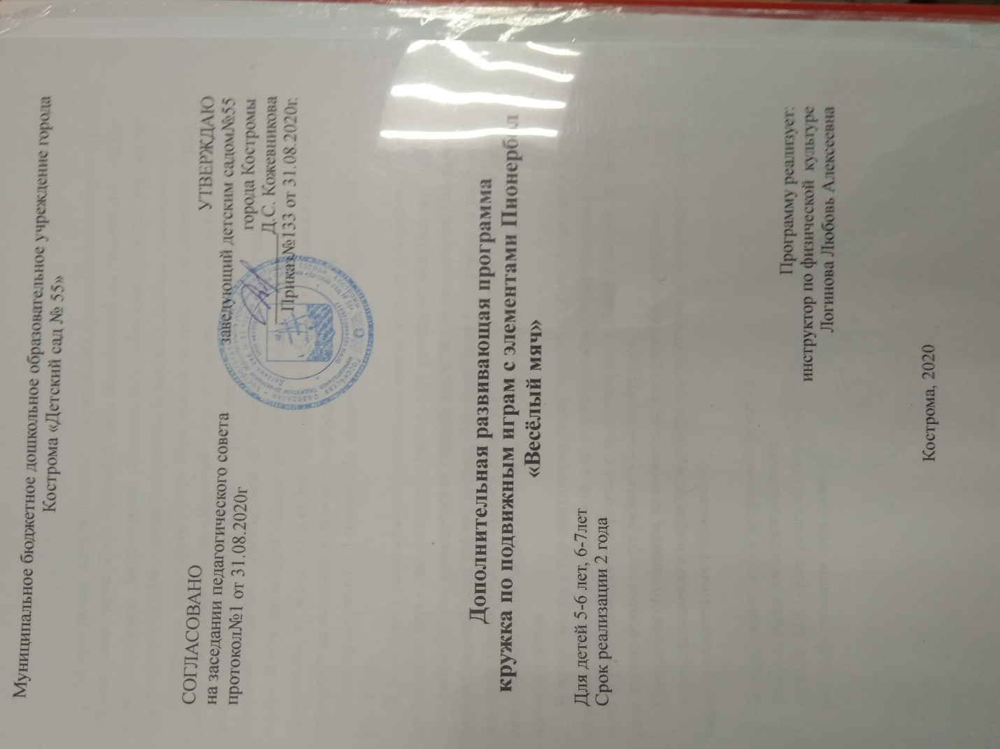 Муниципальное бюджетное дошкольное образовательное учреждение города
Кострома «Детский сад № 55»
СОГЛАСОВАНО
на заседании педагогического совета
протокол№1 от 31.08.2020г
УТВЕРЖДАЮ
заведующий детским садом№55
города Костромы
Д.С. Кожевникова
Приказ№133 от 31.08.2020г.
Дополнительная развивающая программа
кружка по подвижным играм с элементами Пионербол
«Весёлый мяч»
Для детей 5-6 лет, 6-7лет
Срок реализации 2 года
Программу реализует:
инструктор по физической культуре
Логинова Любовь Алексеевна
Кострома, 2020